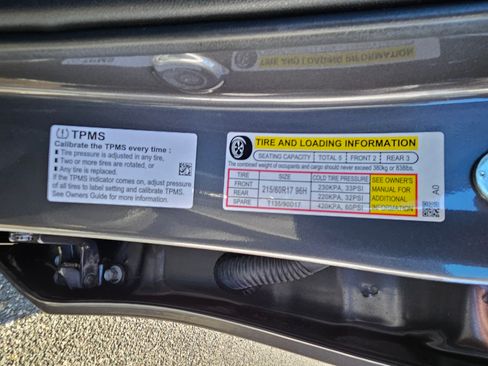 TPMS
Calibrate the TPMS every time :
• Tire pressure is adjusted in any tire,
• Two or more tires are rotated, or
• Any tire is replaced.
If the TPMS indicator comes on, adjust pressure
of all tires to label setting and calibrate TPMS.
See Owners Guide for more information.
TIRE AND LOADING INFORMATION
SEATING CAPACITY TOTAL 5 FRONT 2 REAR 3
The combined weight of occupants and cargo should never exceed 380kg or 838lbs.
TIRE SIZE COLD TIRE PRESSURE
FRONT 215/60R17 96H 230KPA, 33PSI
REAR 220KPA, 32PSI
SPARE T135/90D17 420KPA, 60PSI
SEE OWNER'S
MANUAL FOR
ADDITIONAL
INFORMATION
A0
TIRE AND LOADING INFORMATION